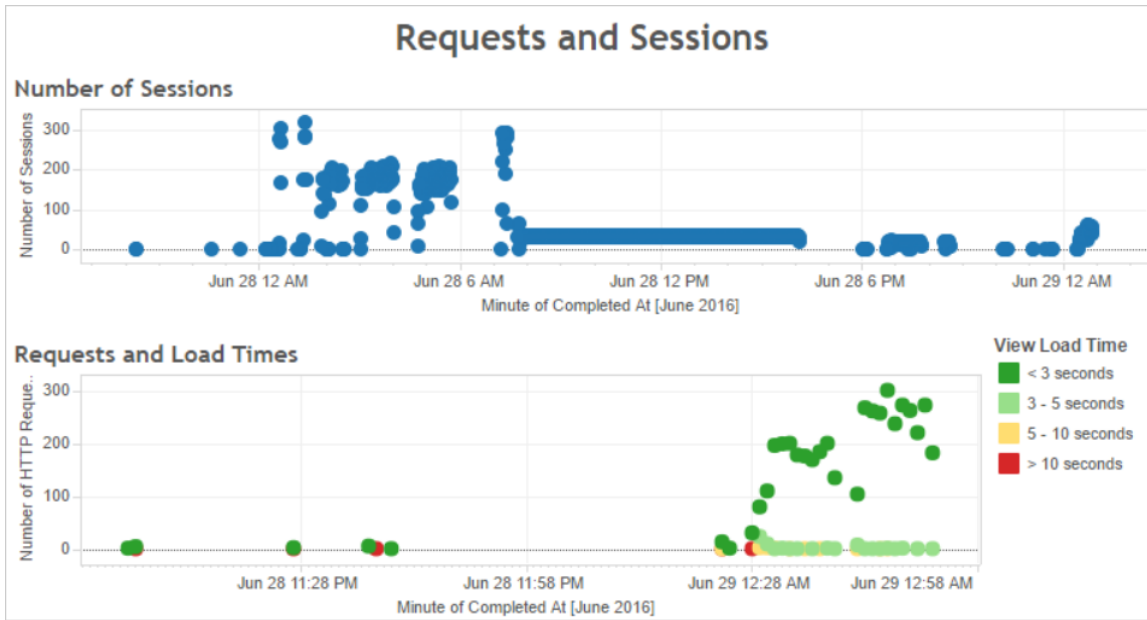 Requests and Sessions
Number of Sessions
Number of Sessions
300
200
100
0
Jun 28 12 AM
Jun 28 6 AM
Jun 28 12 PM
Jun 28 6 PM
Jun 29 12 AM
Minute of Completed At [June 2016]
Requests and Load Times
Number of HTTP Reque..
300
200
100
0
Jun 28 11:28 PM
Jun 28 11:58 PM
Jun 29 12:28 AM
Jun 29 12:58 AM
Minute of Completed At [June 2016]
View Load Time
< 3 seconds
3 - 5 seconds
5 - 10 seconds
> 10 seconds